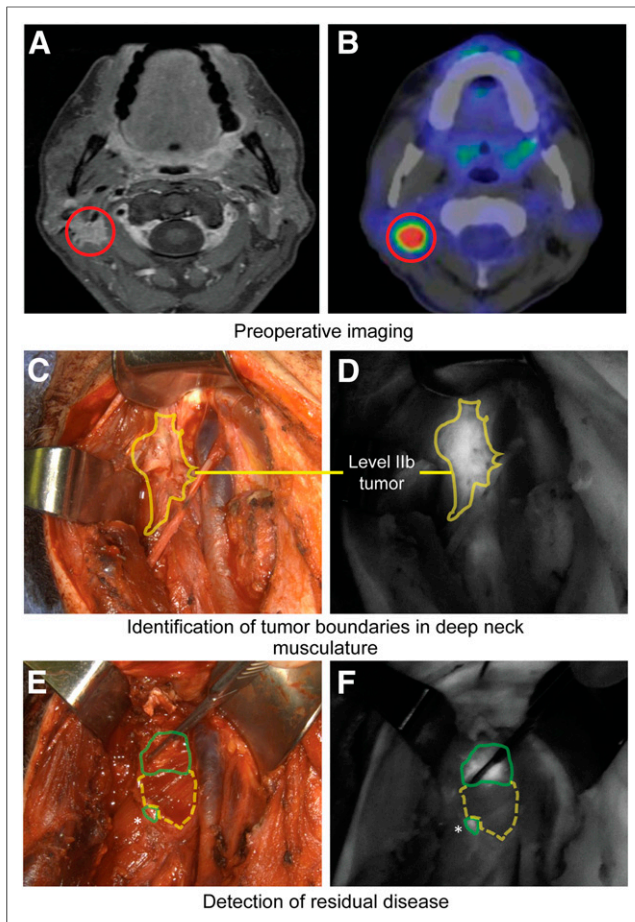 A
B
Preoperative imaging
C
D
Level IIb
tumor
Identification of tumor boundaries in deep neck
musculature
E
F
*
*
Detection of residual disease